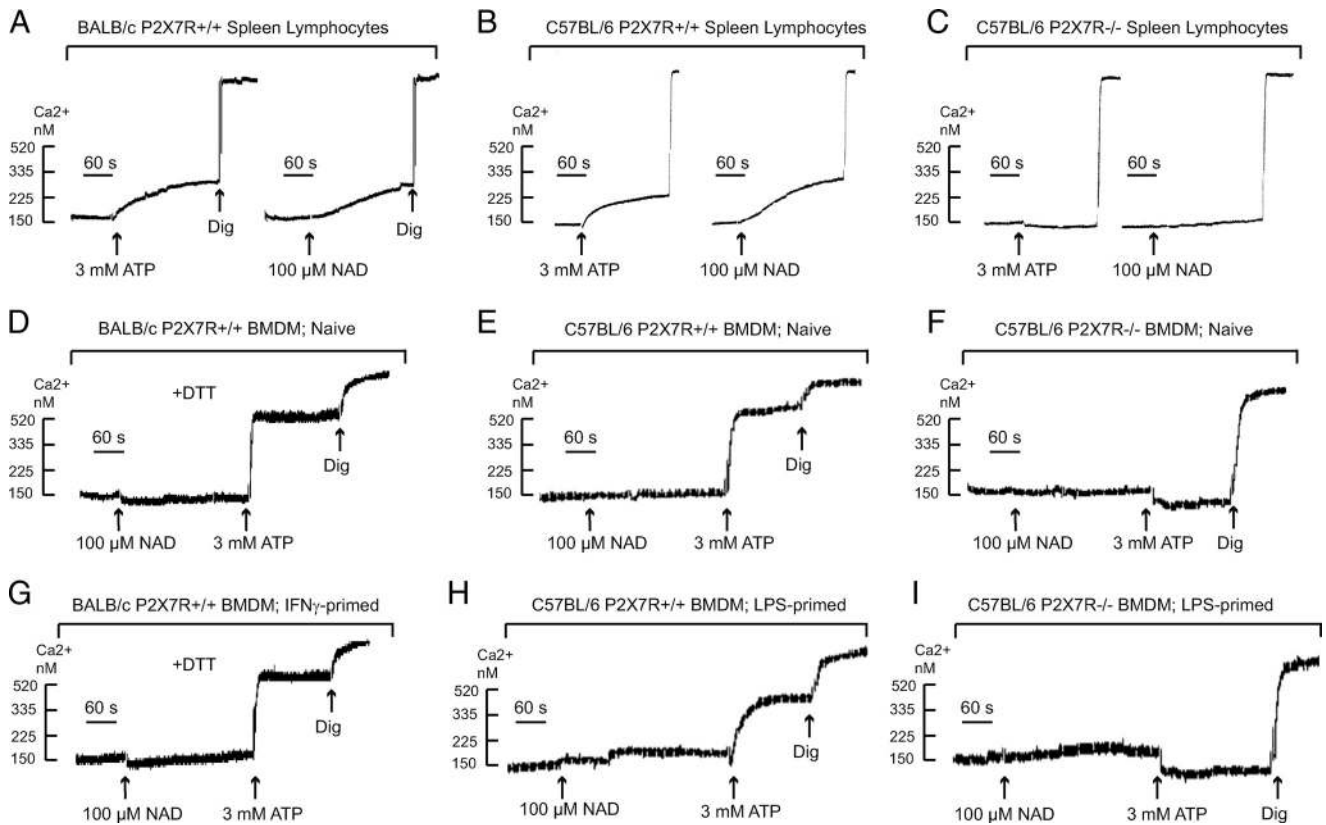 A
BALB/c P2X7R+/+ Spleen Lymphocytes
Ca2+
nM
520
335
225
150
60 s
60 s
Dig
Dig
3 mM ATP
100 µM NAD
B
C57BL/6 P2X7R+/+ Spleen Lymphocytes
Ca2+
nM
520
335
225
150
60 s
60 s
3 mM ATP
100 µM NAD
C
C57BL/6 P2X7R-/- Spleen Lymphocytes
Ca2+
nM
520
335
225
150
60 s
60 s
3 mM ATP
100 µM NAD
D
BALB/c P2X7R+/+ BMDM; Naive
Ca2+
nM
+DTT
520
335
225
150
60 s
Dig
100 µM NAD
3 mM ATP
E
C57BL/6 P2X7R+/+ BMDM; Naive
Ca2+
nM
520
335
225
150
60 s
Dig
100 µM NAD
3 mM ATP
F
C57BL/6 P2X7R-/- BMDM; Naive
Ca2+
nM
520
335
225
150
60 s
100 µM NAD
3 mM ATP
Dig
G
BALB/c P2X7R+/+ BMDM; IFNγ-primed
Ca2+
nM
+DTT
520
335
225
150
60 s
Dig
100 µM NAD
3 mM ATP
H
C57BL/6 P2X7R+/+ BMDM; LPS-primed
Ca2+
nM
520
335
225
150
60 s
Dig
100 µM NAD
3 mM ATP
I
C57BL/6 P2X7R-/- BMDM; LPS-primed
Ca2+
nM
520
335
225
150
60 s
100 µM NAD
3 mM ATP
Dig